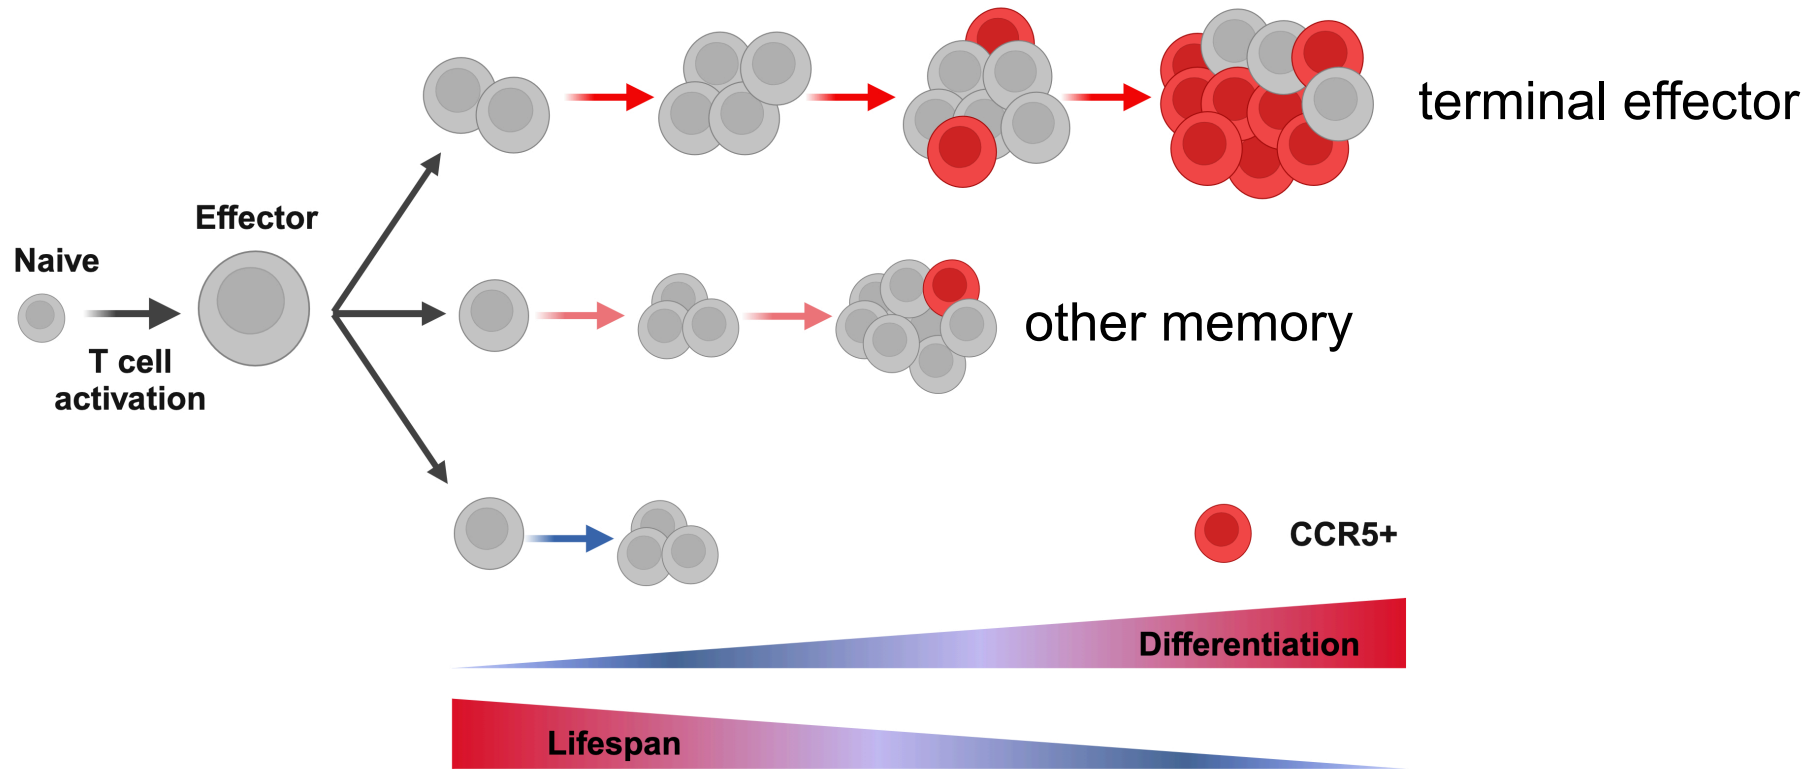 terminal effector
Effector
Naive
T cell
activation
other memory
CCR5+
Differentiation
Lifespan